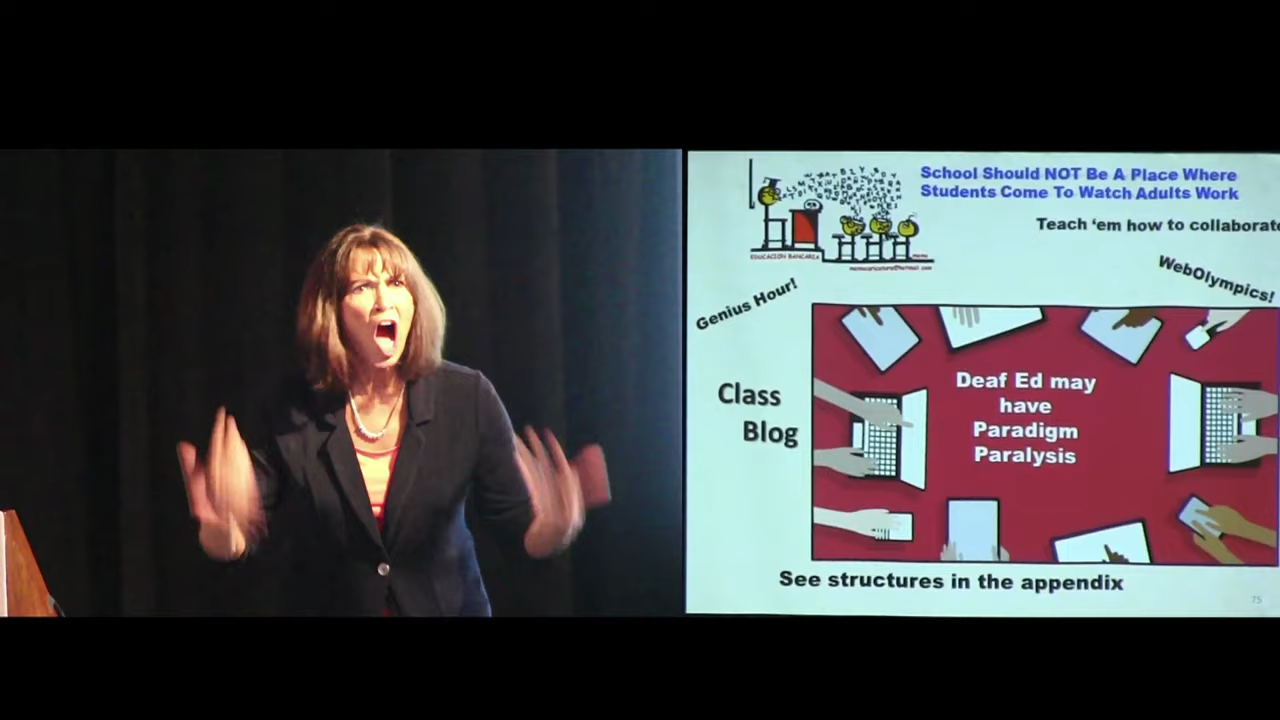 School Should NOT Be A Place Where
Students Come To Watch Adults Work
Teach ‘em how to collaborate
EDUCACION BANCARIA
WebOlympics!
Genius Hour!
Class
Blog
Deaf Ed may
have
Paradigm
Paralysis
See structures in the appendix
75